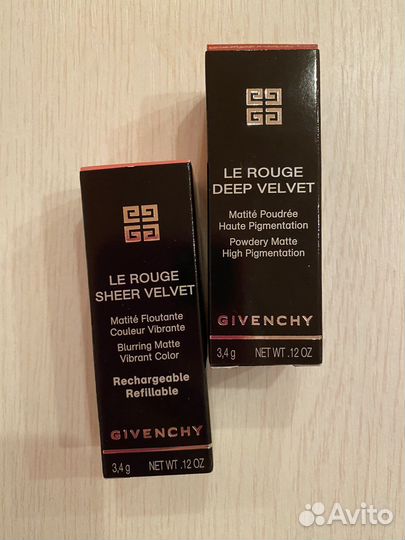 LE ROUGE
DEEP VELVET
Matité Poudrée
Haute Pigmentation
Powdery Matte
High Pigmentation
GIVENCHY
3,4 g NET WT .12 OZ
LE ROUGE
SHEER VELVET
Matité Floutante
Couleur Vibrante
Blurring Matte
Vibrant Color
Rechargeable
Refillable
GIVENCHY
3,4 g NET WT .12 OZ
Avito